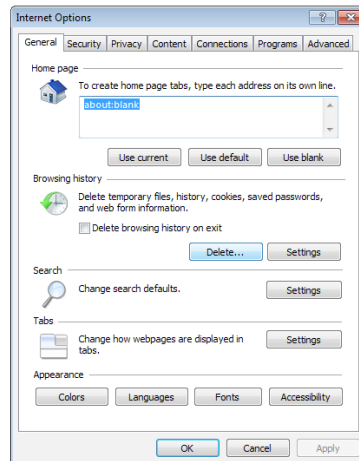 Internet Options
General Security Privacy Content Connections Programs Advanced
Home page
To create home page tabs, type each address on its own line.
about:blank
Use current Use default Use blank
Browsing history
Delete temporary files, history, cookies, saved passwords,
and web form information.
Delete browsing history on exit
Delete... Settings
Search
Change search defaults. Settings
Tabs
Change how webpages are displayed in
tabs. Settings
Appearance
Colors Languages Fonts Accessibility
OK Cancel Apply